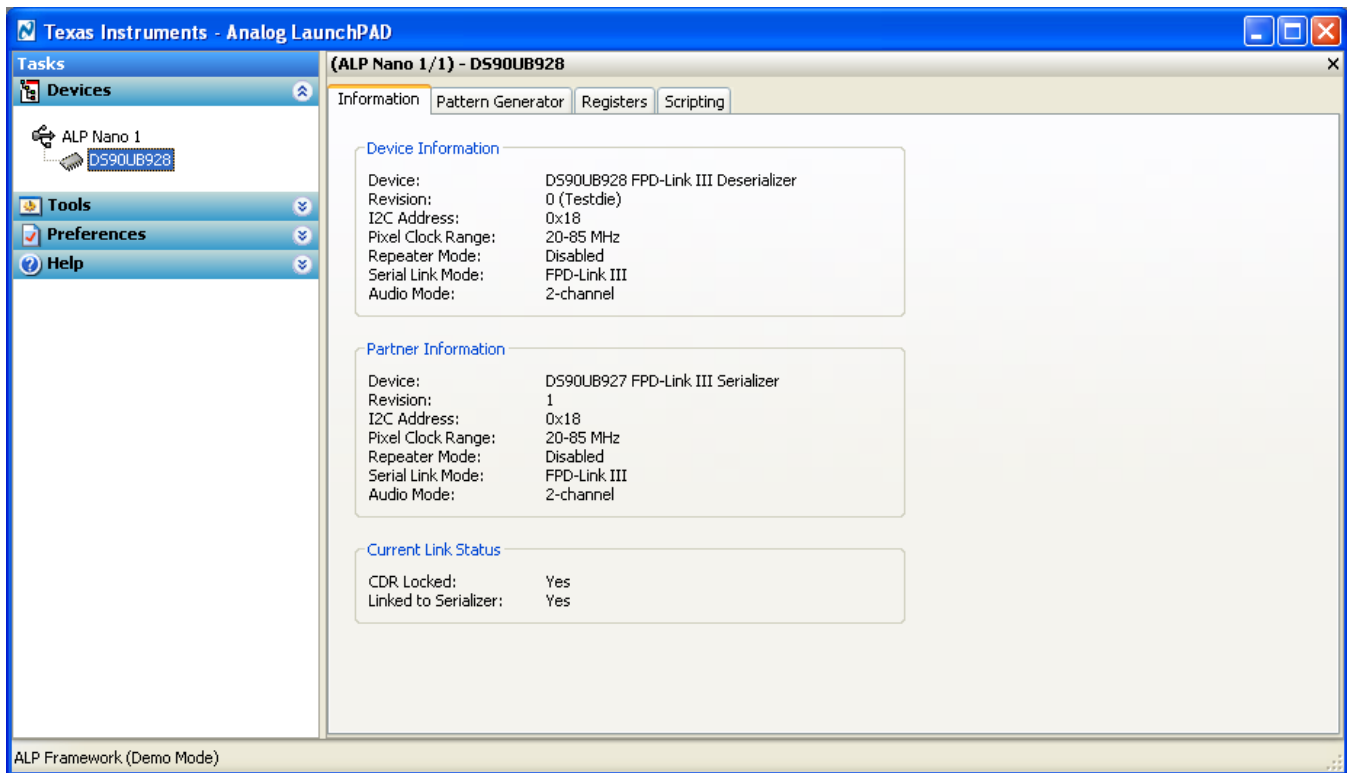 Texas Instruments - Analog LaunchPAD
Tasks
Devices
ALP Nano 1
DS90UB928
Tools
Preferences
Help
(ALP Nano 1/1) - DS90UB928
Information Pattern Generator Registers Scripting
Device Information
Device: DS90UB928 FPD-Link III Deserializer
Revision: 0 (Testdie)
I2C Address: 0x18
Pixel Clock Range: 20-85 MHz
Repeater Mode: Disabled
Serial Link Mode: FPD-Link III
Audio Mode: 2-channel
Partner Information
Device: DS90UB927 FPD-Link III Serializer
Revision: 1
I2C Address: 0x18
Pixel Clock Range: 20-85 MHz
Repeater Mode: Disabled
Serial Link Mode: FPD-Link III
Audio Mode: 2-channel
Current Link Status
CDR Locked: Yes
Linked to Serializer: Yes
ALP Framework (Demo Mode)